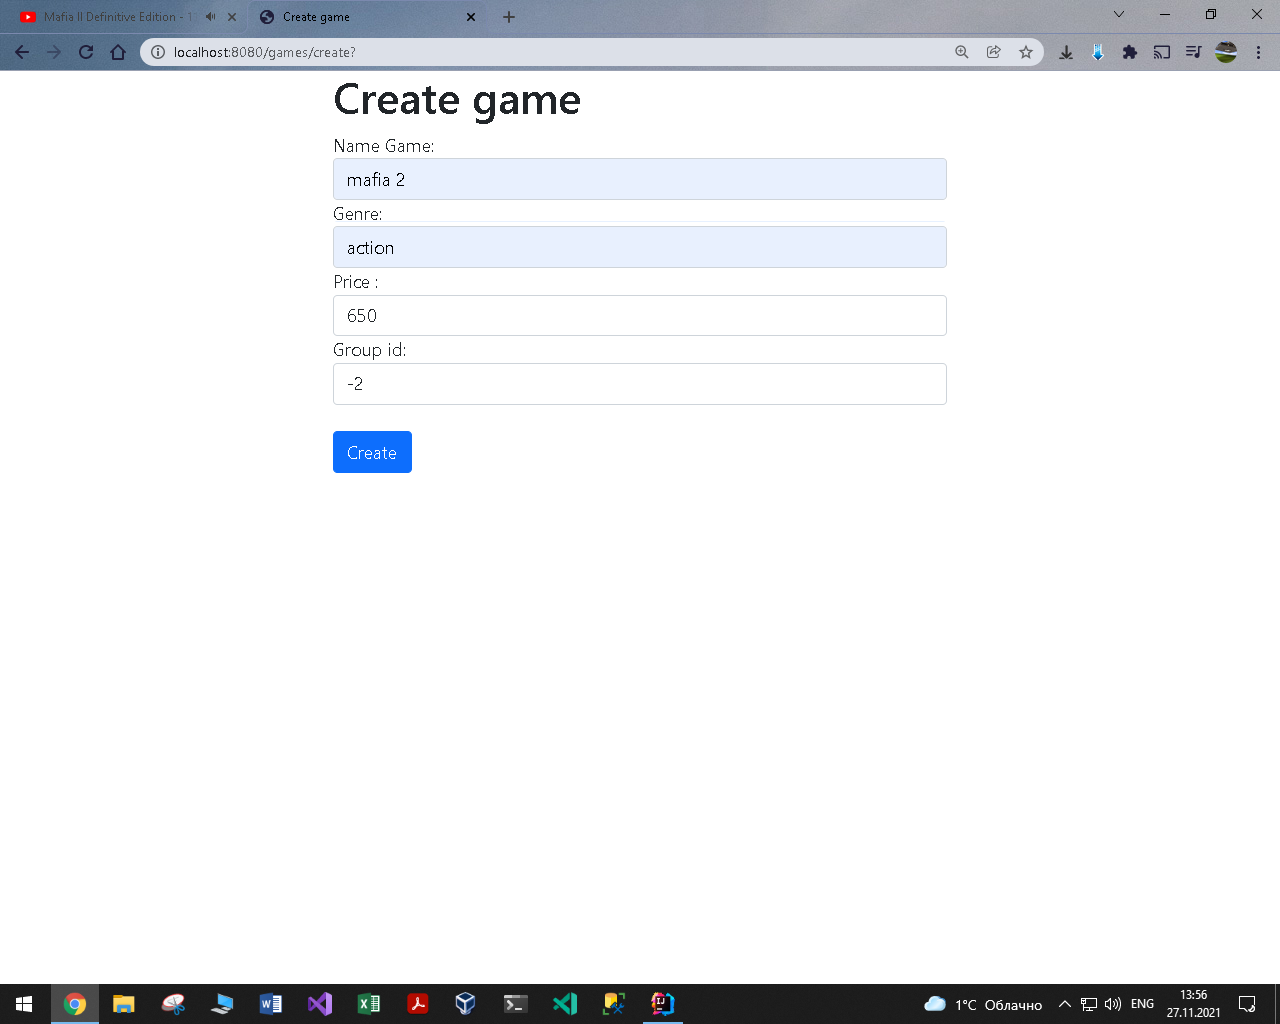 Mafia II Definitive Edition - 1
Create game
localhost:8080/games/create?
Create game
Name Game:
mafia 2
Genre:
action
Price :
650
Group id:
-2
Create
1°C Облачно
ENG
13:56
27.11.2021